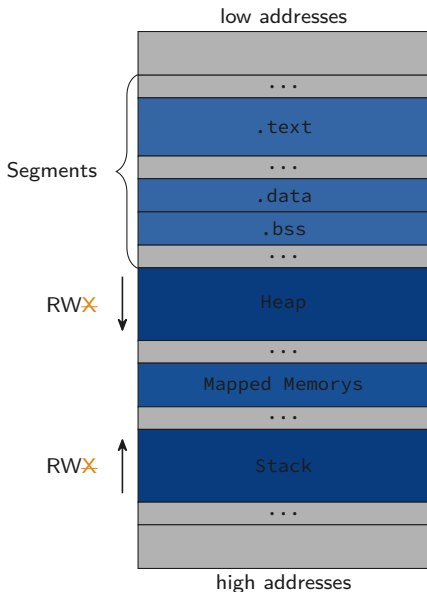 low addresses
...
.text
Segments
...
.data
.bss
...
Heap
RWX
...
Mapped Memorys
...
Stack
RWX
...
high addresses